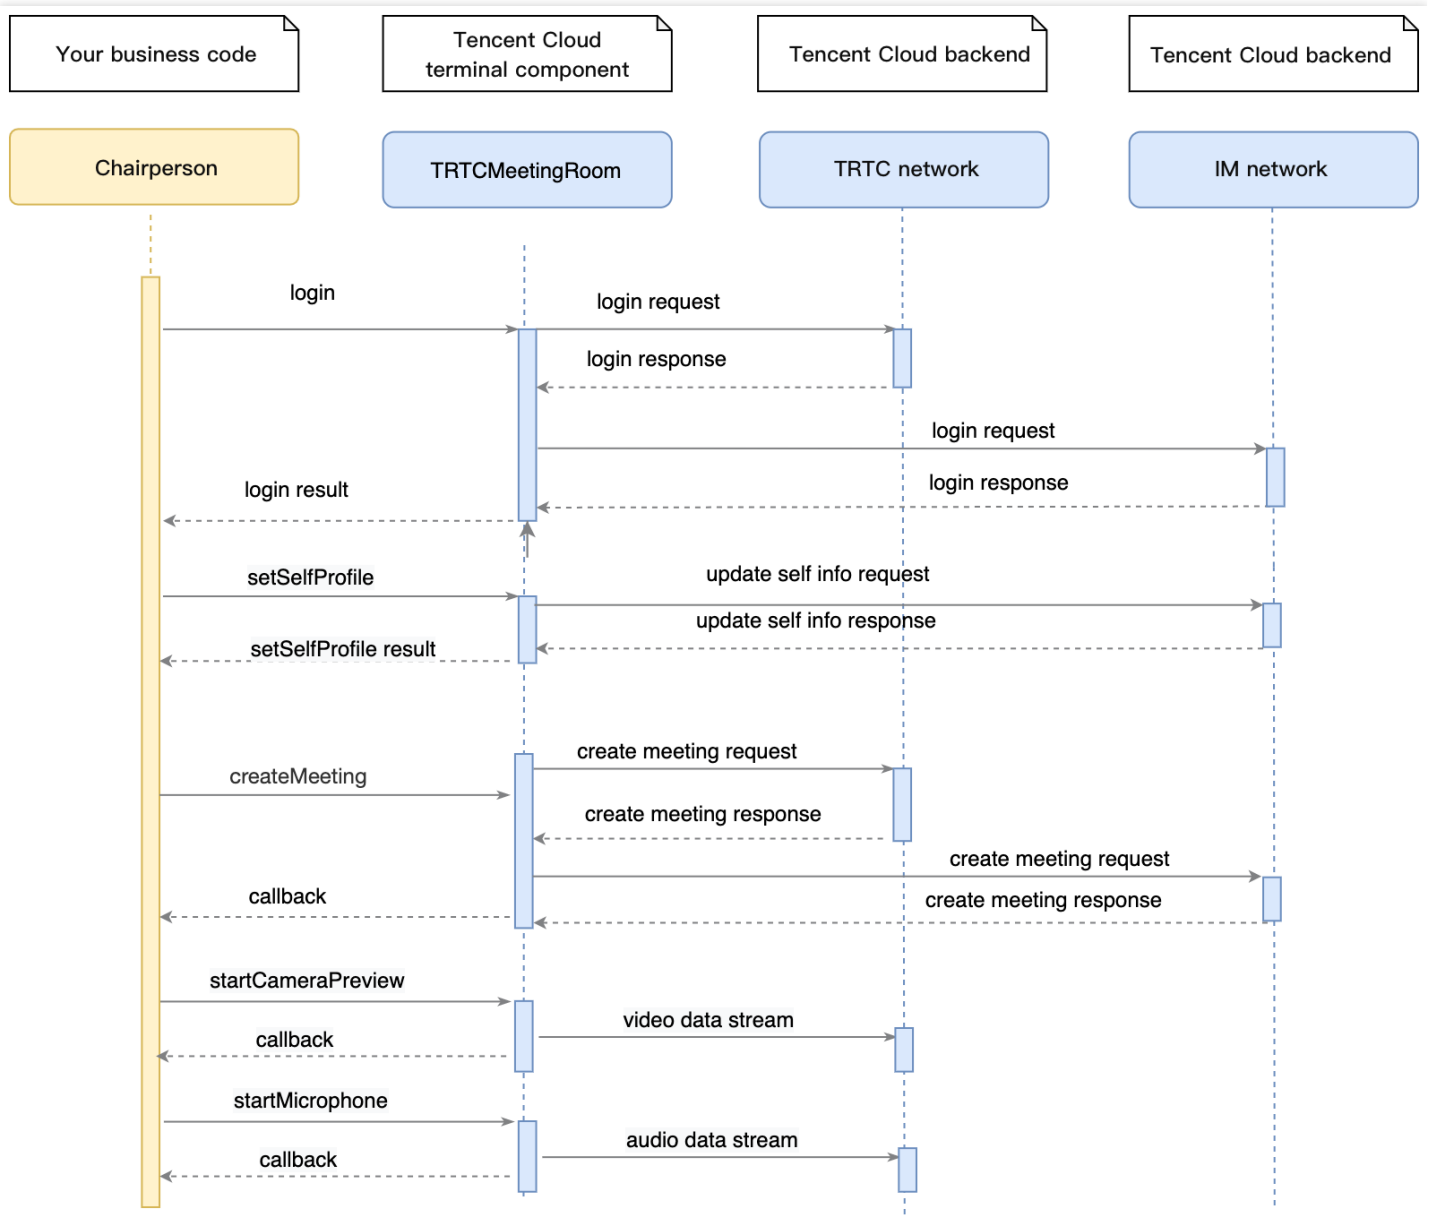 Your business code
Tencent Cloud
terminal component
Tencent Cloud backend
Tencent Cloud backend
Chairperson
TRTCMeetingRoom
TRTC network
IM network
login
login request
login response
login request
login response
login result
setSelfProfile
update self info request
update self info response
setSelfProfile result
create meeting request
createMeeting
create meeting response
create meeting request
callback
create meeting response
startCameraPreview
video data stream
callback
startMicrophone
audio data stream
callback